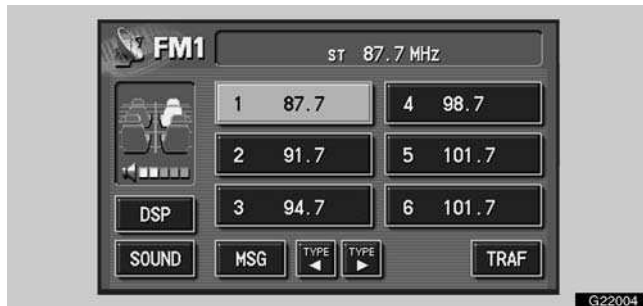 FM1
ST 87.7 MHz
1 87.7
4 98.7
2 91.7
5 101.7
3 94.7
6 101.7
DSP
SOUND
MSG
TYPE ◄
TYPE ►
TRAF
G22004